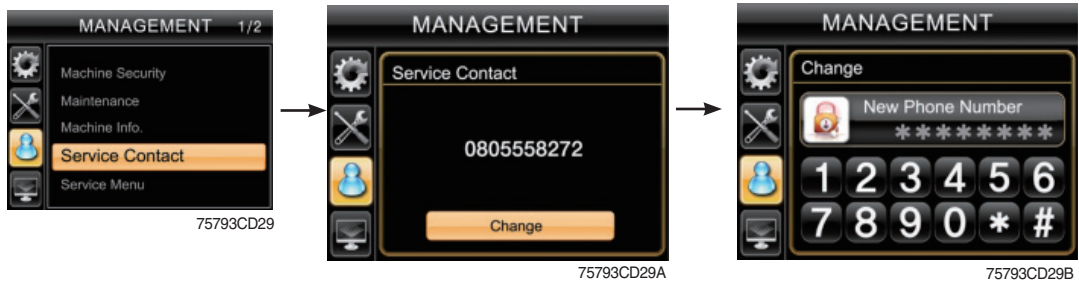 MANAGEMENT 1/2
Machine Security
Maintenance
Machine Info.
Service Contact
Service Menu
75793CD29
MANAGEMENT
Service Contact
0805558272
Change
75793CD29A
MANAGEMENT
Change
New Phone Number
********
1 2 3 4 5 6
7 8 9 0 * #
75793CD29B